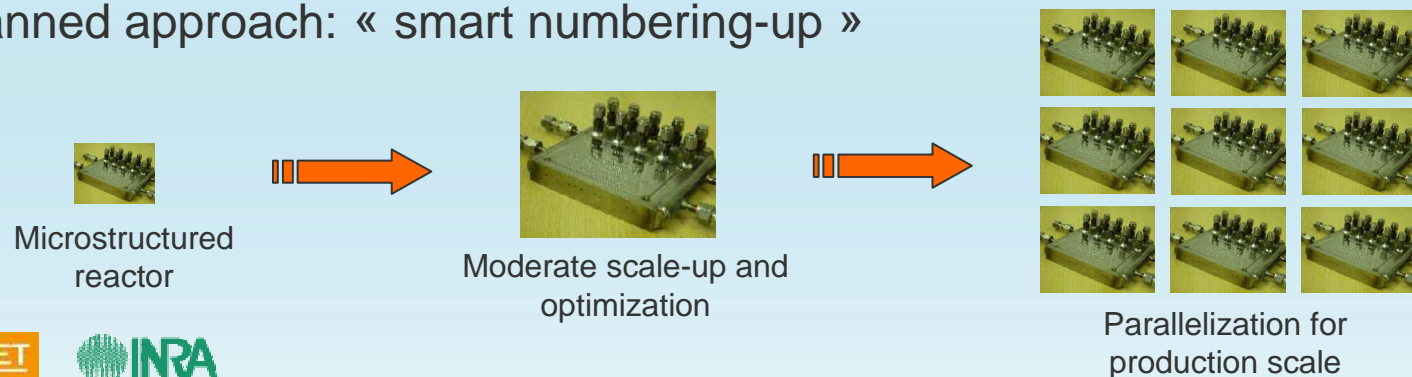 anned approach: « smart numbering-up »
Microstructured
reactor
Moderate scale-up and
optimization
Parallelization for
production scale
ET
INRA